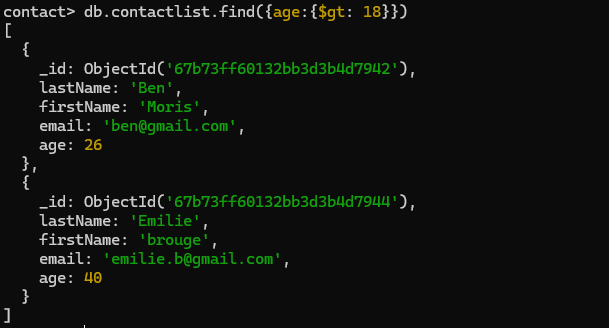 contact> db.contactlist.find({age:{$gt: 18}})
[
  {
    _id: ObjectId('67b73ff60132bb3d3b4d7942'),
    lastName: 'Ben',
    firstName: 'Moris',
    email: 'ben@gmail.com',
    age: 26
  },
  {
    _id: ObjectId('67b73ff60132bb3d3b4d7944'),
    lastName: 'Emilie',
    firstName: 'brouge',
    email: 'emilie.b@gmail.com',
    age: 40
  }
]